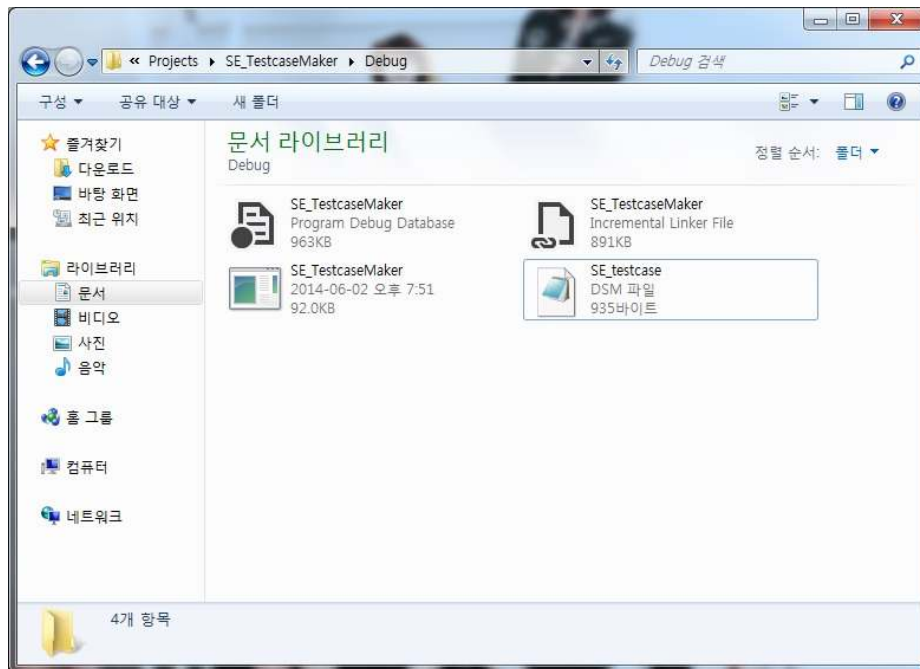 « Projects ▸ SE_TestcaseMaker ▸ Debug
Debug 검색
구성 ▼ 공유 대상 ▼ 새 폴더
즐겨찾기
다운로드
바탕 화면
최근 위치
라이브러리
문서
비디오
사진
음악
홈 그룹
컴퓨터
네트워크
문서 라이브러리
Debug
정렬 순서: 폴더 ▼
SE_TestcaseMaker
Program Debug Database
963KB
SE_TestcaseMaker
Incremental Linker File
891KB
SE_TestcaseMaker
2014-06-02 오후 7:51
92.0KB
SE_testcase
DSM 파일
935바이트
4개 항목